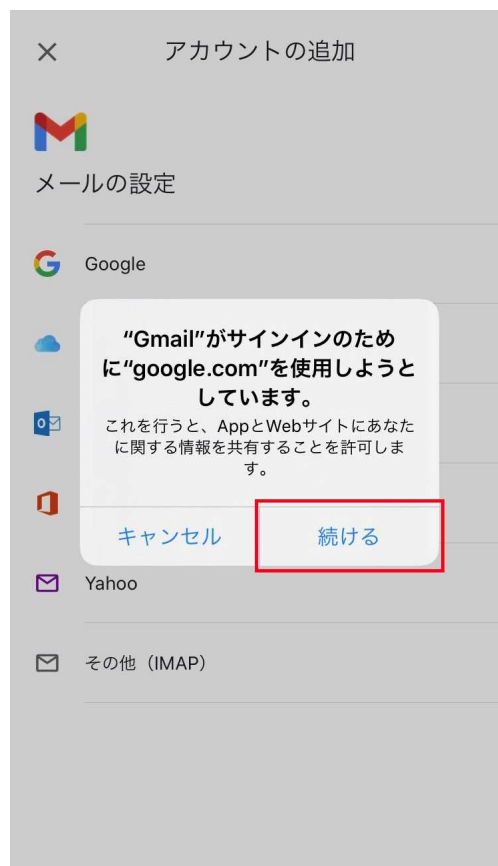 アカウントの追加
メールの設定
Google
“Gmail”がサインインのため
に“google.com”を使用しようと
しています。
これを行うと、AppとWebサイトにあなた
に関する情報を共有することを許可しま
す。
キャンセル
続ける
Yahoo
その他（IMAP）